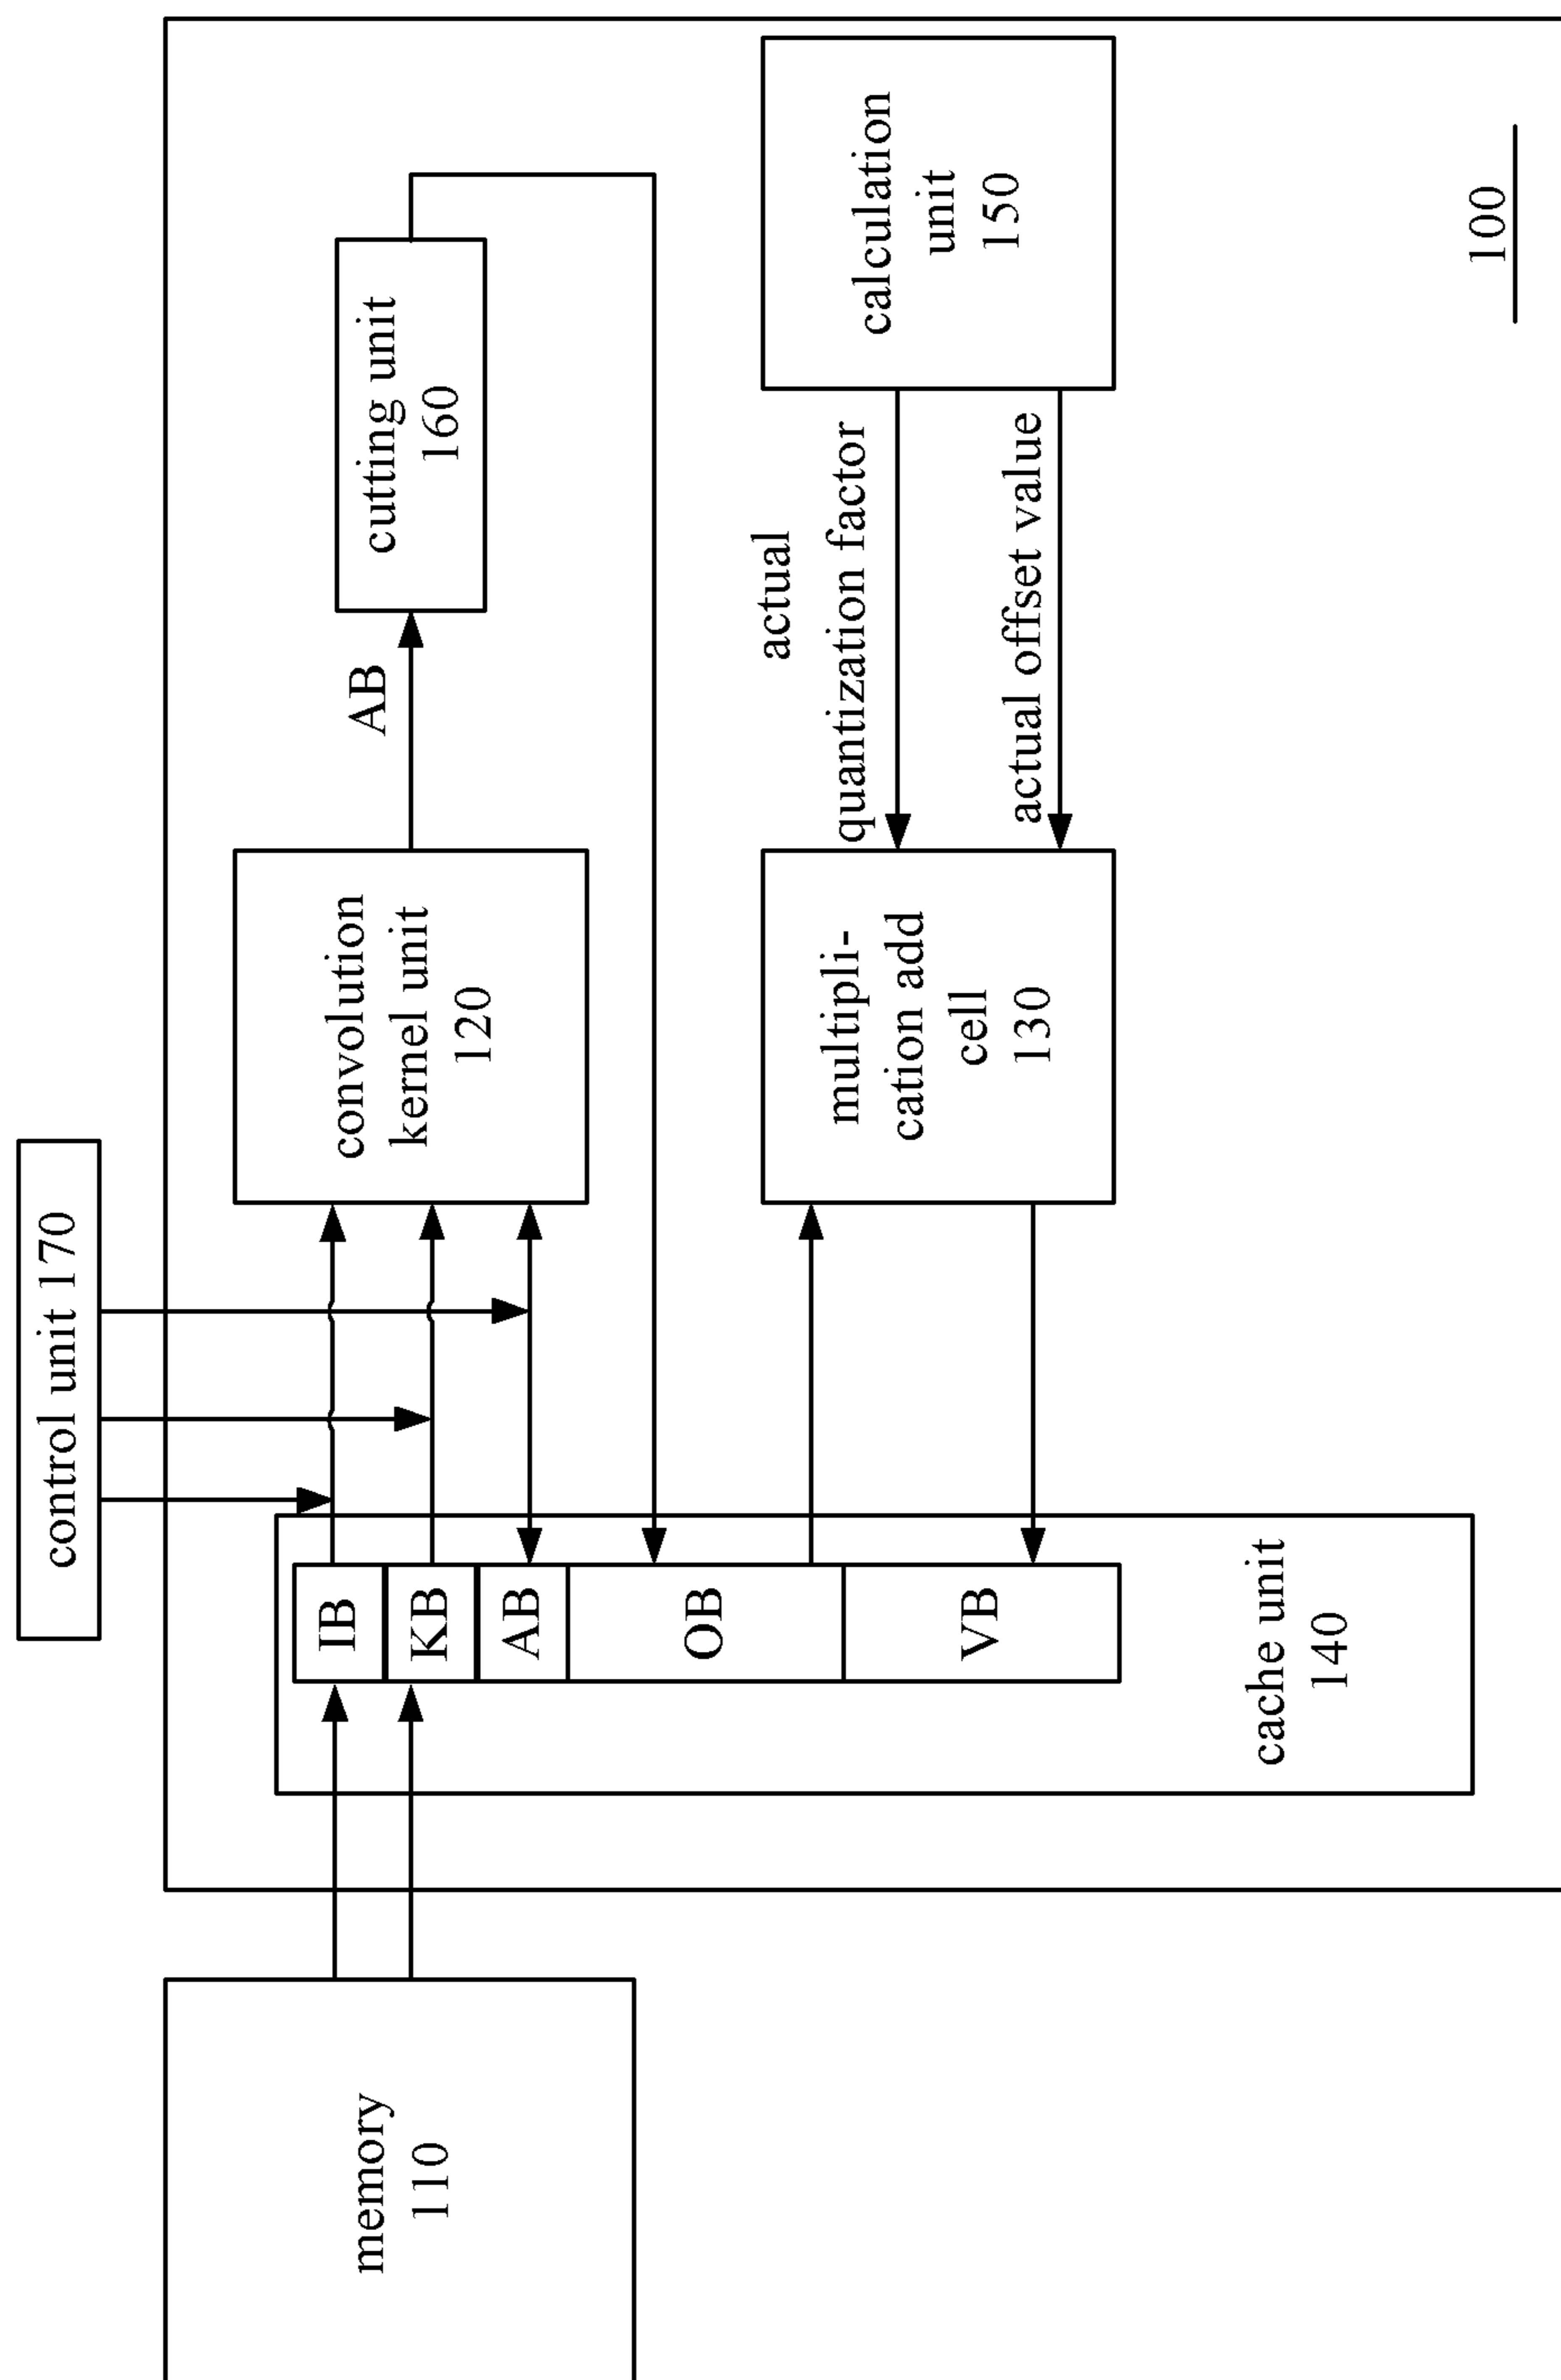 control unit 170
memory
110
IB
KB
AB
OB
VB
cache unit
140
convolution
kernel unit
120
AB
cutting unit
160
multipli-
cation add
cell
130
actual
quantization factor
actual offset value
calculation
unit
150
100